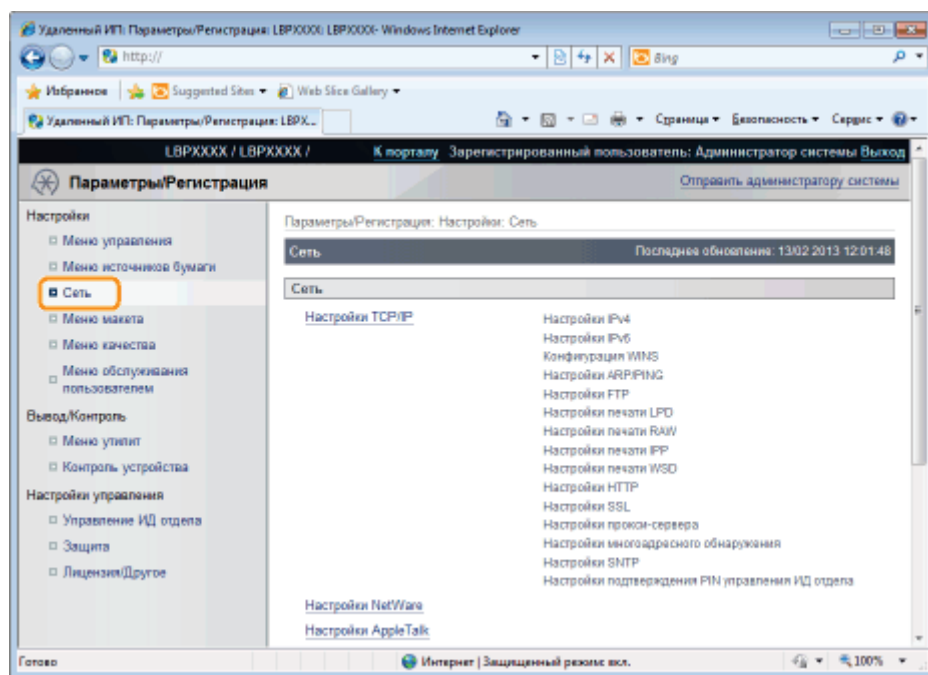 Удаленный ИП: Параметры/Регистрация: LBPXXXX: LBPXXXX- Windows Internet Explorer
http://
Bing
Избранное Suggested Sites Web Slice Gallery
Удаленный ИП: Параметры/Регистрация: LBPX...
Страница Безопасность Сервис
LBPXXXX / LBPXXXX / К порталу Зарегистрированный пользователь: Администратор системы Выход
Параметры/Регистрация
Отправить администратору системы
Настройки
Меню управления
Меню источников бумаги
Сеть
Меню макета
Меню качества
Меню обслуживания
пользователем
Вывод/Контроль
Меню утилит
Контроль устройства
Настройки управления
Управление ИД отдела
Защита
Лицензия/Другое
Параметры/Регистрация: Настройки: Сеть
Сеть
Последнее обновление: 13/02 2013 12:01:48
Сеть
Настройки TCP/IP
Настройки IPv4
Настройки IPv6
Конфигурация WINS
Настройки ARP/PING
Настройки FTP
Настройки печати LPD
Настройки печати RAW
Настройки печати IPP
Настройки печати WSD
Настройки HTTP
Настройки SSL
Настройки прокси-сервера
Настройки многоадресного обнаружения
Настройки SNTP
Настройки подтверждения PIN управления ИД отдела
Настройки NetWare
Настройки AppleTalk
Готово
Интернет | Защищенный режим: вкл.
100%